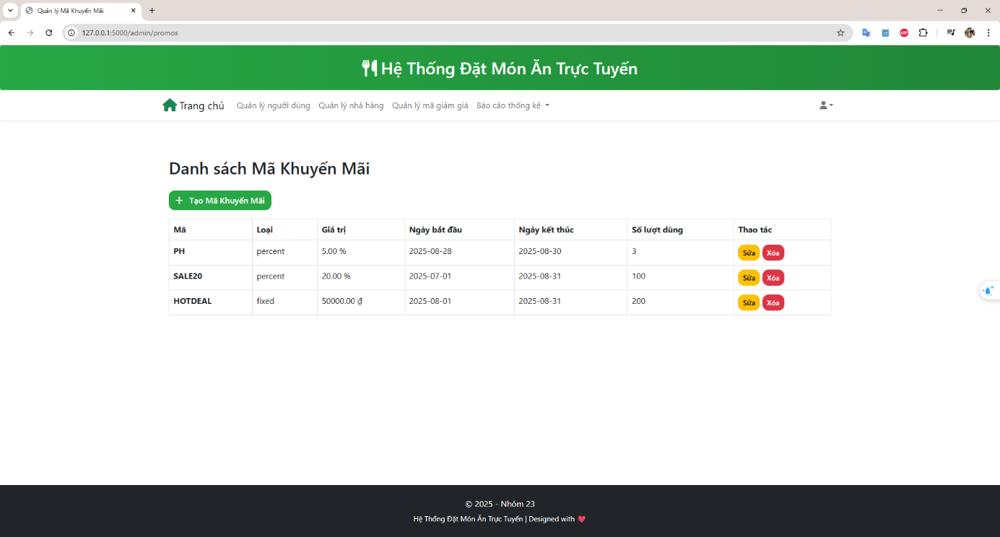 Quản lý Mã Khuyến Mãi
127.0.0.1:5000/admin/promos
ABP
Hệ Thống Đặt Món Ăn Trực Tuyến
Trang chủ Quản lý người dùng Quản lý nhà hàng Quản lý mã giảm giá Báo cáo thống kê
Danh sách Mã Khuyến Mãi
+ Tạo Mã Khuyến Mãi
Mã Loại Giá trị Ngày bắt đầu Ngày kết thúc Số lượt dùng Thao tác
PH percent 5.00 % 2025-08-28 2025-08-30 3 Sửa Xóa
SALE20 percent 20.00 % 2025-07-01 2025-08-31 100 Sửa Xóa
HOTDEAL fixed 50000.00 ₫ 2025-08-01 2025-08-31 200 Sửa Xóa
© 2025 - Nhóm 23
Hệ Thống Đặt Món Ăn Trực Tuyến | Designed with ❤️